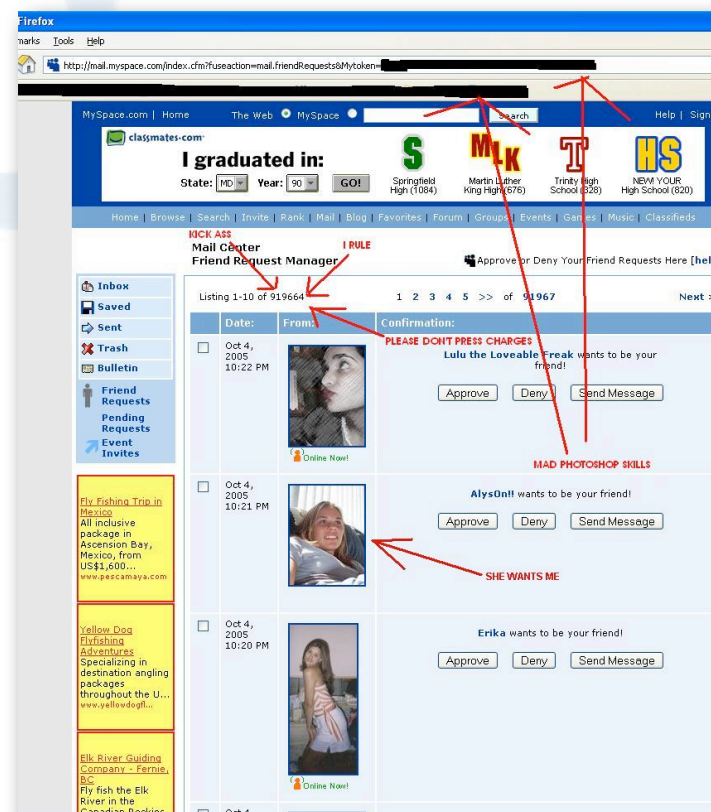 Firefox
marks Tools Help
http://mail.myspace.com/index.cfm?fuseaction=mail.friendRequests&Mytoken=
MySpace.com | Home The Web MySpace Search Help | Sign
classmates.com
I graduated in:
State: MD Year: 90 GO!
S
Springfield
High (1084)
MLK
Martin Luther
King High (676)
T
Trinity High
School (328)
HS
NEW! YOUR
High School (820)
Home | Browse | Search | Invite | Rank | Mail | Blog | Favorites | Forum | Groups | Events | Games | Music | Classifieds
KICK ASS
I RULE
Mail Center
Friend Request Manager
Approve or Deny Your Friend Requests Here [hel
Inbox
Saved
Sent
Trash
Bulletin
Friend
Requests
Pending
Requests
Event
Invites
Listing 1-10 of 919664
1 2 3 4 5 >> of 91967 Next
Date: From: Confirmation:
PLEASE DONT PRESS CHARGES
Oct 4,
2005
10:22 PM
Online Now!
Lulu the Loveable Freak wants to be your
friend!
Approve Deny Send Message
MAD PHOTOSHOP SKILLS
Oct 4,
2005
10:21 PM
AlysOn!! wants to be your friend!
Approve Deny Send Message
SHE WANTS ME
Oct 4,
2005
10:20 PM
Online Now!
Erika wants to be your friend!
Approve Deny Send Message
Oct 4,
Fly Fishing Trip in
Mexico
All inclusive
package in
Ascension Bay,
Mexico, from
US$1,600...
www.pescamaya.com
Yellow Dog
Flyfishing
Adventures
Specializing in
destination angling
packages
throughout the U...
www.yellowdogfl...
Elk River Guiding
Company - Fernie,
BC
Fly fish the Elk
River in the
Canadian Rockies